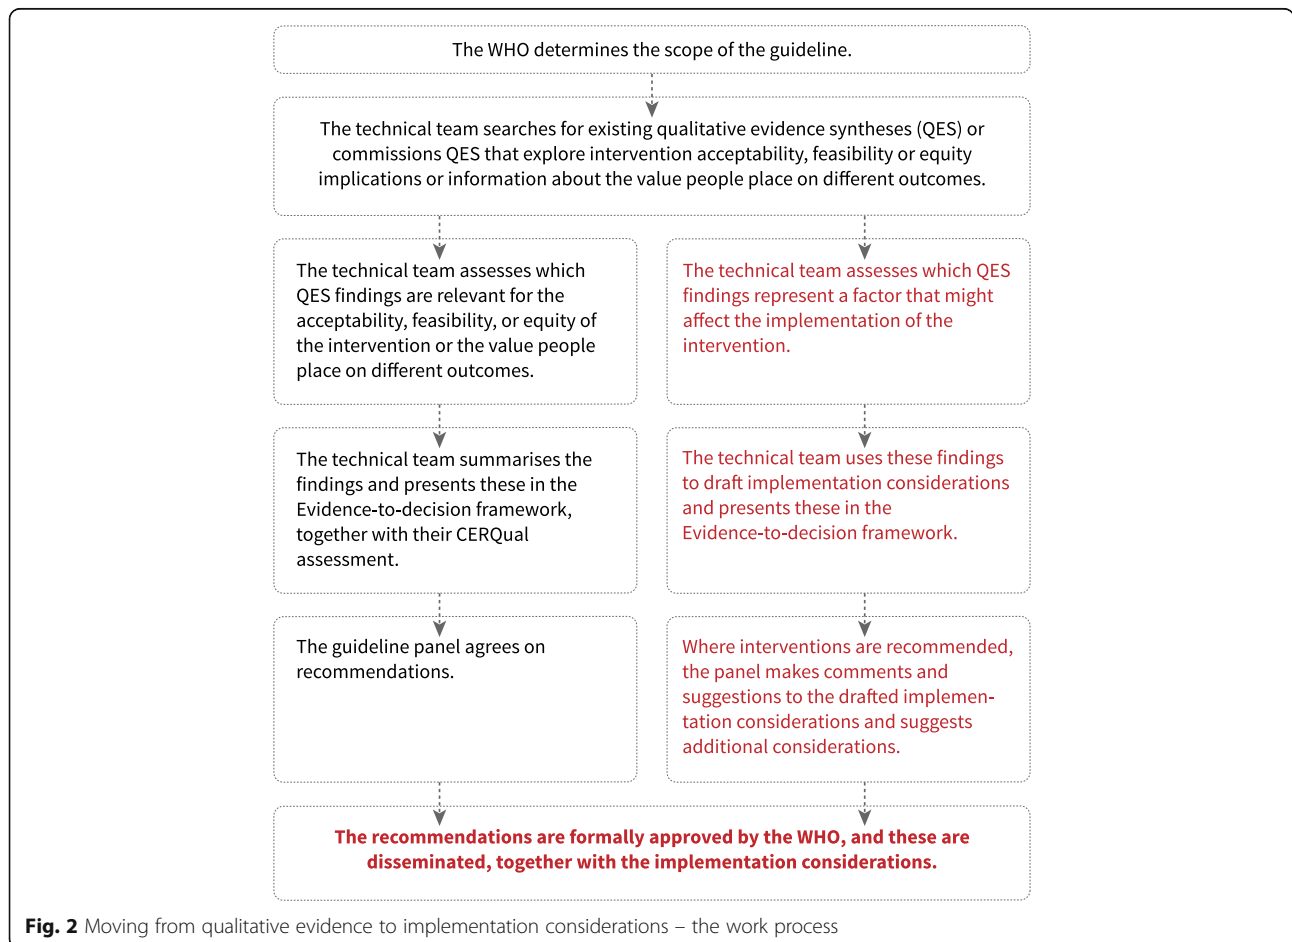 The WHO determines the scope of the guideline.
The technical team searches for existing qualitative evidence syntheses (QES) or
commissions QES that explore intervention acceptability, feasibility or equity
implications or information about the value people place on different outcomes.
The technical team assesses which
QES findings are relevant for the
acceptability, feasibility, or equity of
the intervention or the value people
place on different outcomes.
The technical team assesses which QES
findings represent a factor that might
affect the implementation of the
intervention.
The technical team summarises the
findings and presents these in the
Evidence-to-decision framework,
together with their CERQual
assessment.
The technical team uses these findings
to draft implementation considerations
and presents these in the
Evidence-to-decision framework.
The guideline panel agrees on
recommendations.
Where interventions are recommended,
the panel makes comments and
suggestions to the drafted implemen-
tation considerations and suggests
additional considerations.
The recommendations are formally approved by the WHO, and these are
disseminated, together with the implementation considerations.
Fig. 2 Moving from qualitative evidence to implementation considerations – the work process